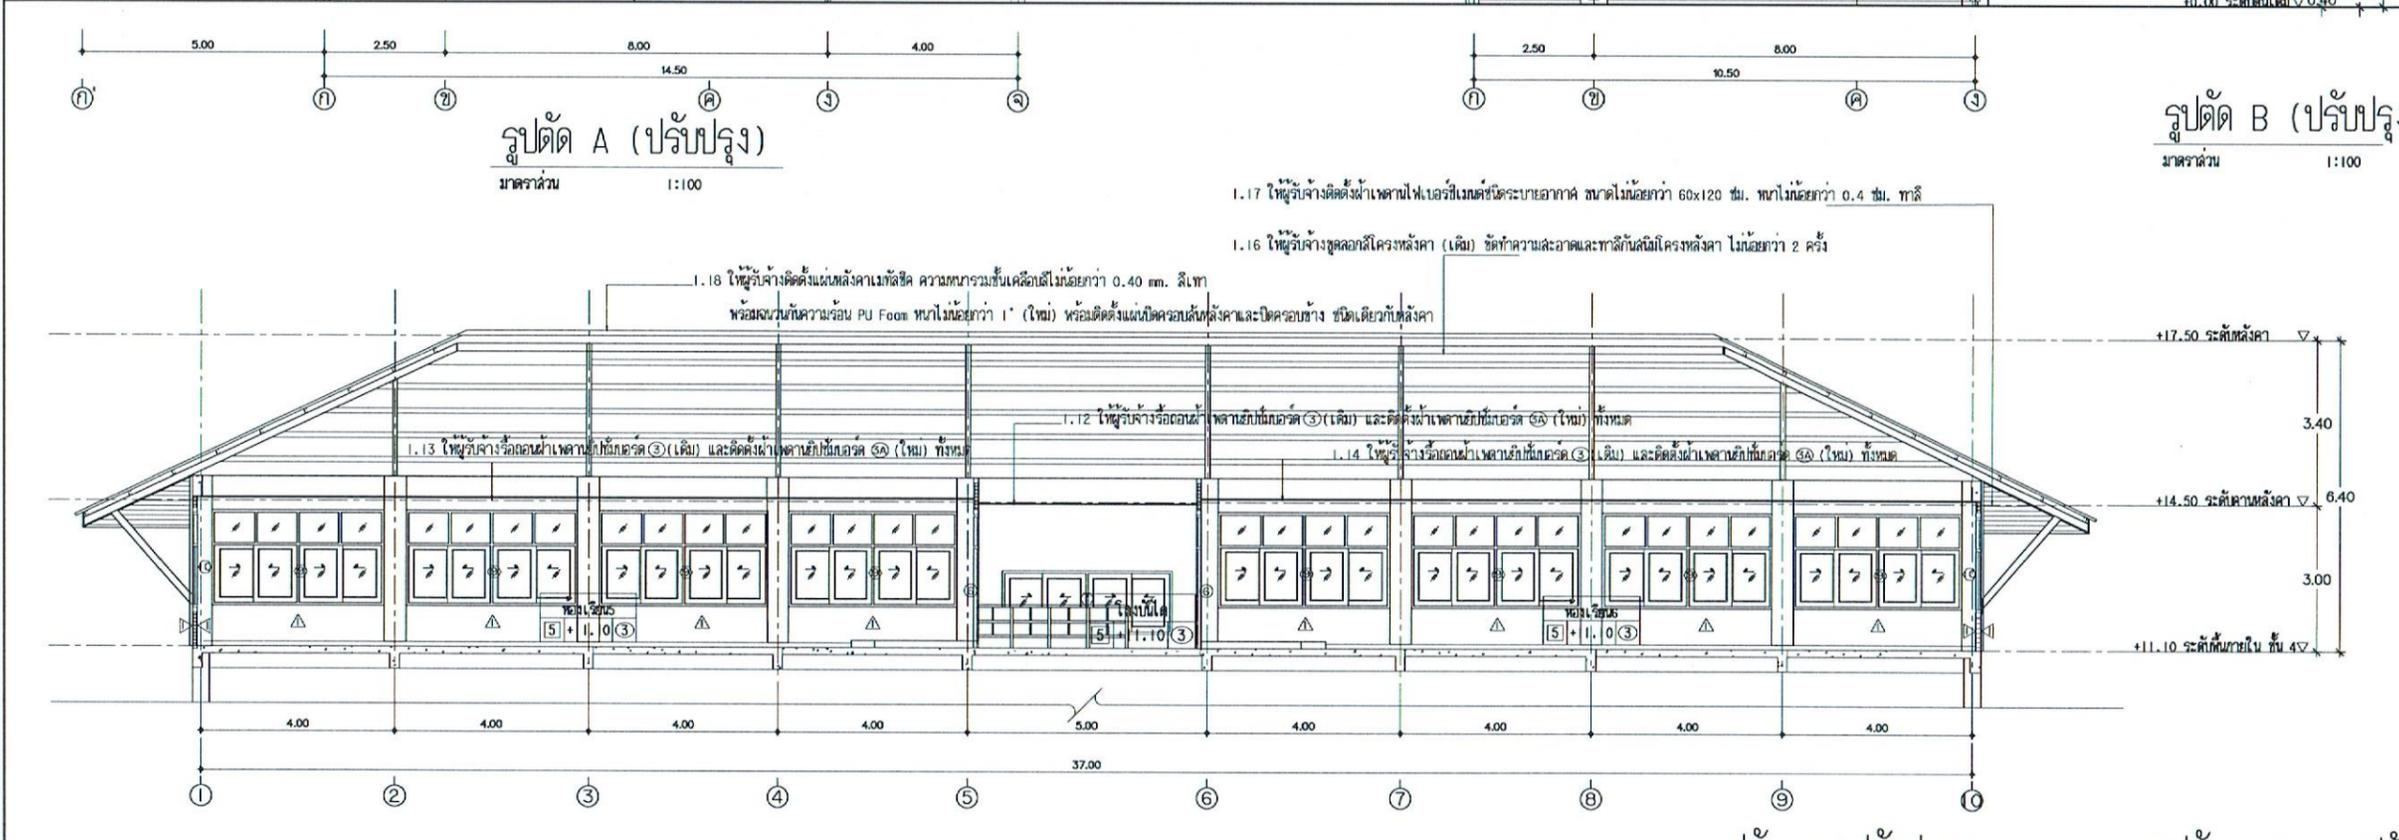 +0.00 ระดับดินเดิม
5.00 2.50 8.00 4.00
14.50
ก' ก ข ค ง จ
2.50 8.00
10.50
ก ข ค ง
รูปตัด A (ปรับปรุง)
มาตราส่วน 1:100
รูปตัด B (ปรับปรุง
มาตราส่วน 1:100
1.17 ให้ผู้รับจ้างติดตั้งฝ้าเพดานไฟเบอร์ซีเมนต์ชนิดระบายอากาศ ขนาดไม่น้อยกว่า 60x120 ซม. หนาไม่น้อยกว่า 0.4 ซม. ทาสี
1.16 ให้ผู้รับจ้างขูดลอกสีโครงหลังคา (เดิม) ขัดทำความสะอาดและทาสีกันสนิมโครงหลังคา ไม่น้อยกว่า 2 ครั้ง
1.18 ให้ผู้รับจ้างติดตั้งแผ่นหลังคาเมทัลชีค ความหนารวมชั้นเคลือบสีไม่น้อยกว่า 0.40 mm. สีเทา
พร้อมฉนวนกันความร้อน PU Foam หนาไม่น้อยกว่า 1" (ใหม่) พร้อมติดตั้งแผ่นปิดครอบสันหลังคาและปิดครอบข้าง ชนิดเดียวกับหลังคา
+17.50 ระดับหลังคา
3.40
1.12 ให้ผู้รับจ้างรื้อถอนฝ้าเพดานยิปซั่มบอร์ด 3 (เดิม) และติดตั้งฝ้าเพดานยิปซั่มบอร์ด 3A (ใหม่) ทั้งหมด
1.13 ให้ผู้รับจ้างรื้อถอนฝ้าเพดานยิปซั่มบอร์ด 3 (เดิม) และติดตั้งฝ้าเพดานยิปซั่มบอร์ด 3A (ใหม่) ทั้งหมด
1.14 ให้ผู้รับจ้างรื้อถอนฝ้าเพดานยิปซั่มบอร์ด 3 (เดิม) และติดตั้งฝ้าเพดานยิปซั่มบอร์ด 3A (ใหม่) ทั้งหมด
+14.50 ระดับคานหลังคา
6.40
3.00
ห้องเรียน5
5 +1.10 3
โถงบันได
5 +1.10 3
ห้องเรียน6
5 +1.10 3
+11.10 ระดับพื้นภายใน ชั้น 4
4.00 4.00 4.00 4.00 5.00 4.00 4.00 4.00 4.00
37.00
1 2 3 4 5 6 7 8 9 10